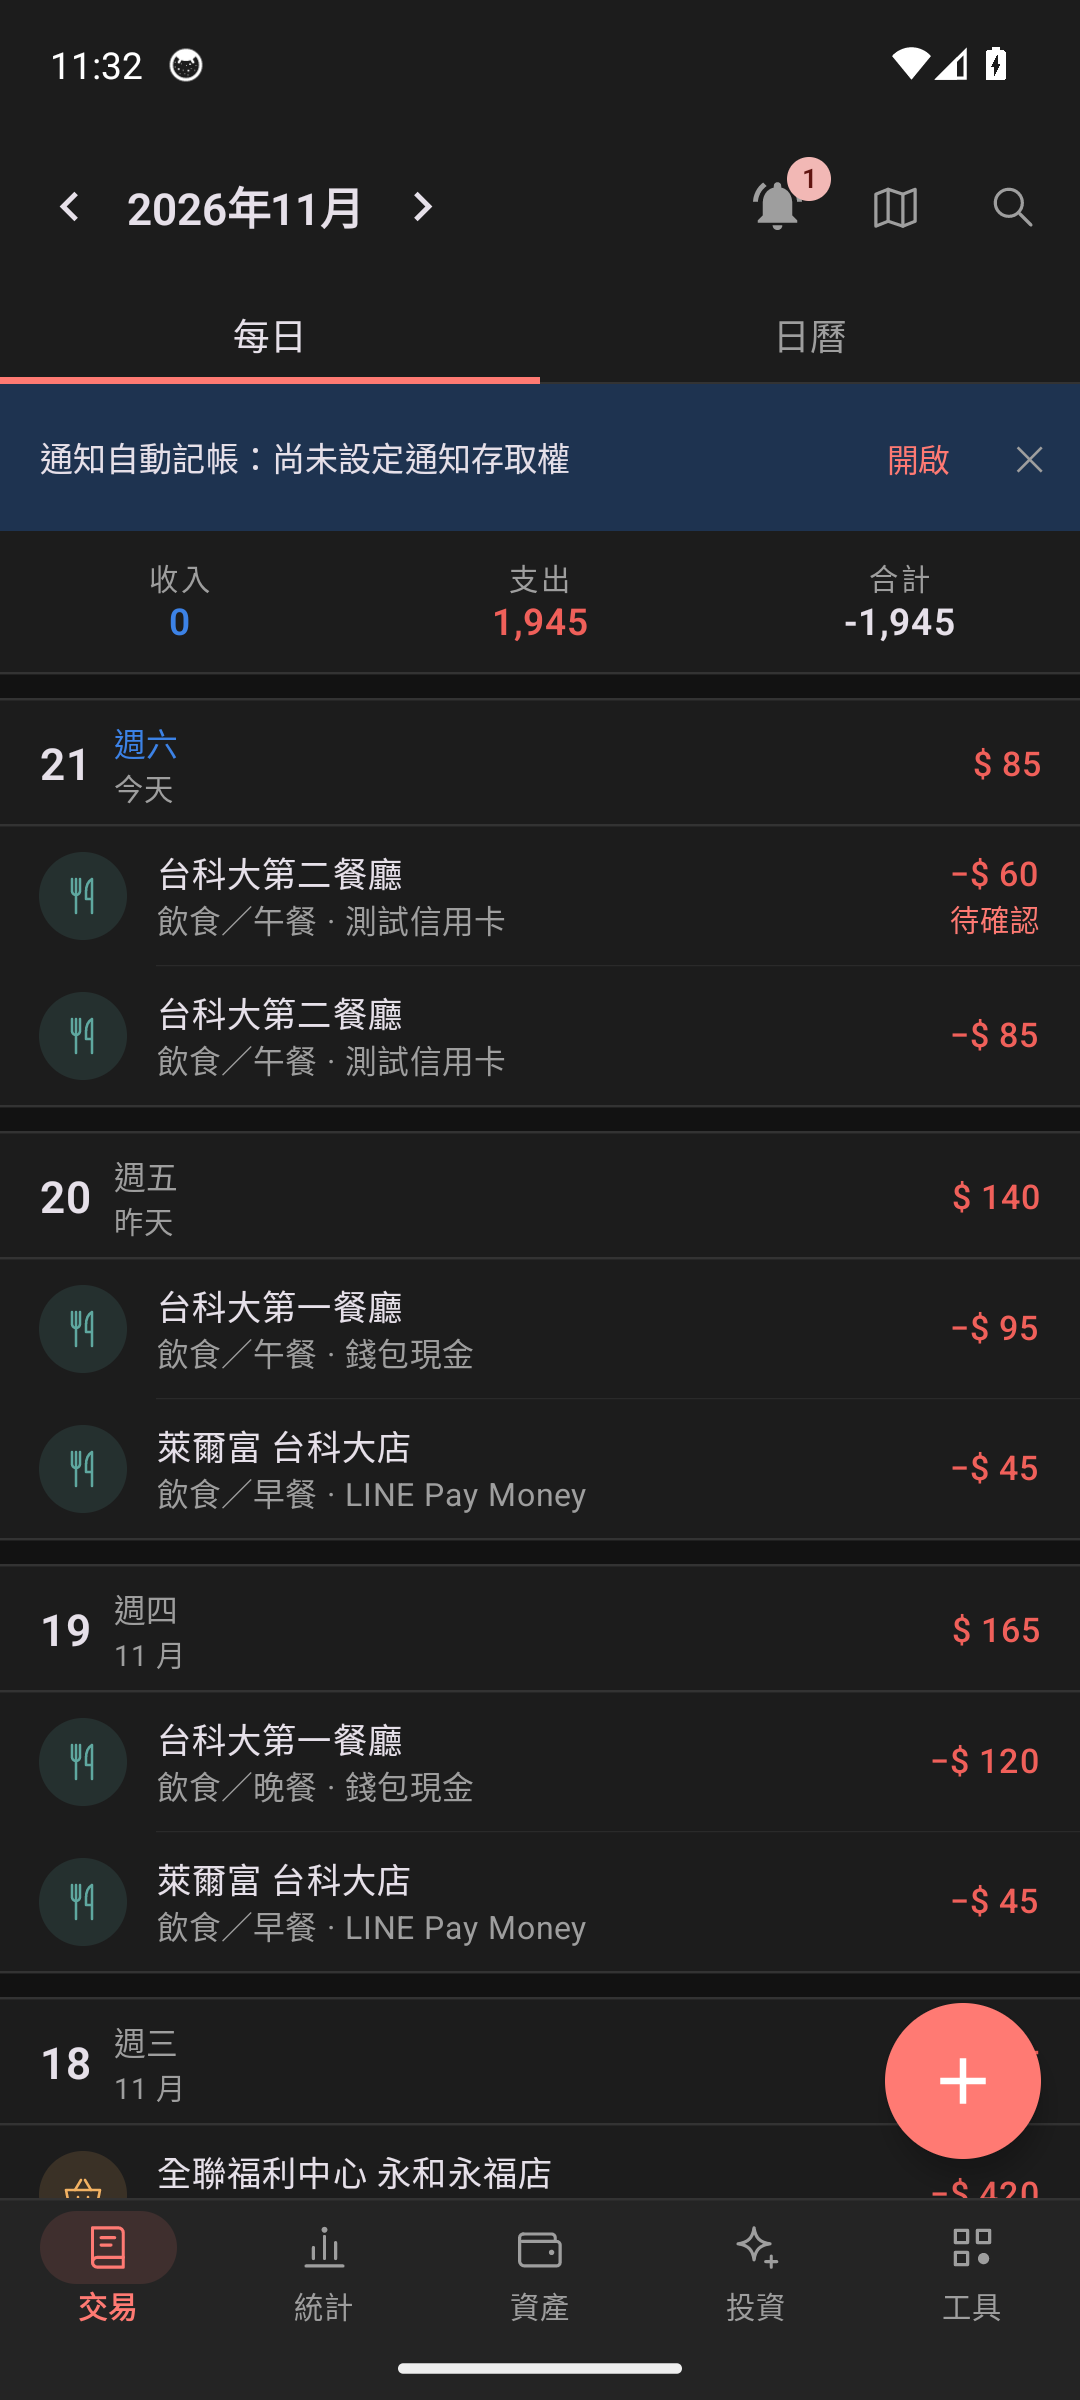 11:32
2026年11月
1
每日
日曆
通知自動記帳：尚未設定通知存取權
開啟
收入
支出
合計
0
1,945
-1,945
21
週六
今天
$ 85
台科大第二餐廳
−$ 60
飲食／午餐 · 測試信用卡
待確認
台科大第二餐廳
−$ 85
飲食／午餐 · 測試信用卡
20
週五
昨天
$ 140
台科大第一餐廳
−$ 95
飲食／午餐 · 錢包現金
萊爾富 台科大店
−$ 45
飲食／早餐 · LINE Pay Money
19
週四
11 月
$ 165
台科大第一餐廳
−$ 120
飲食／晚餐 · 錢包現金
萊爾富 台科大店
−$ 45
飲食／早餐 · LINE Pay Money
18
週三
11 月
全聯福利中心 永和永福店
−$ 420
交易
統計
資產
投資
工具